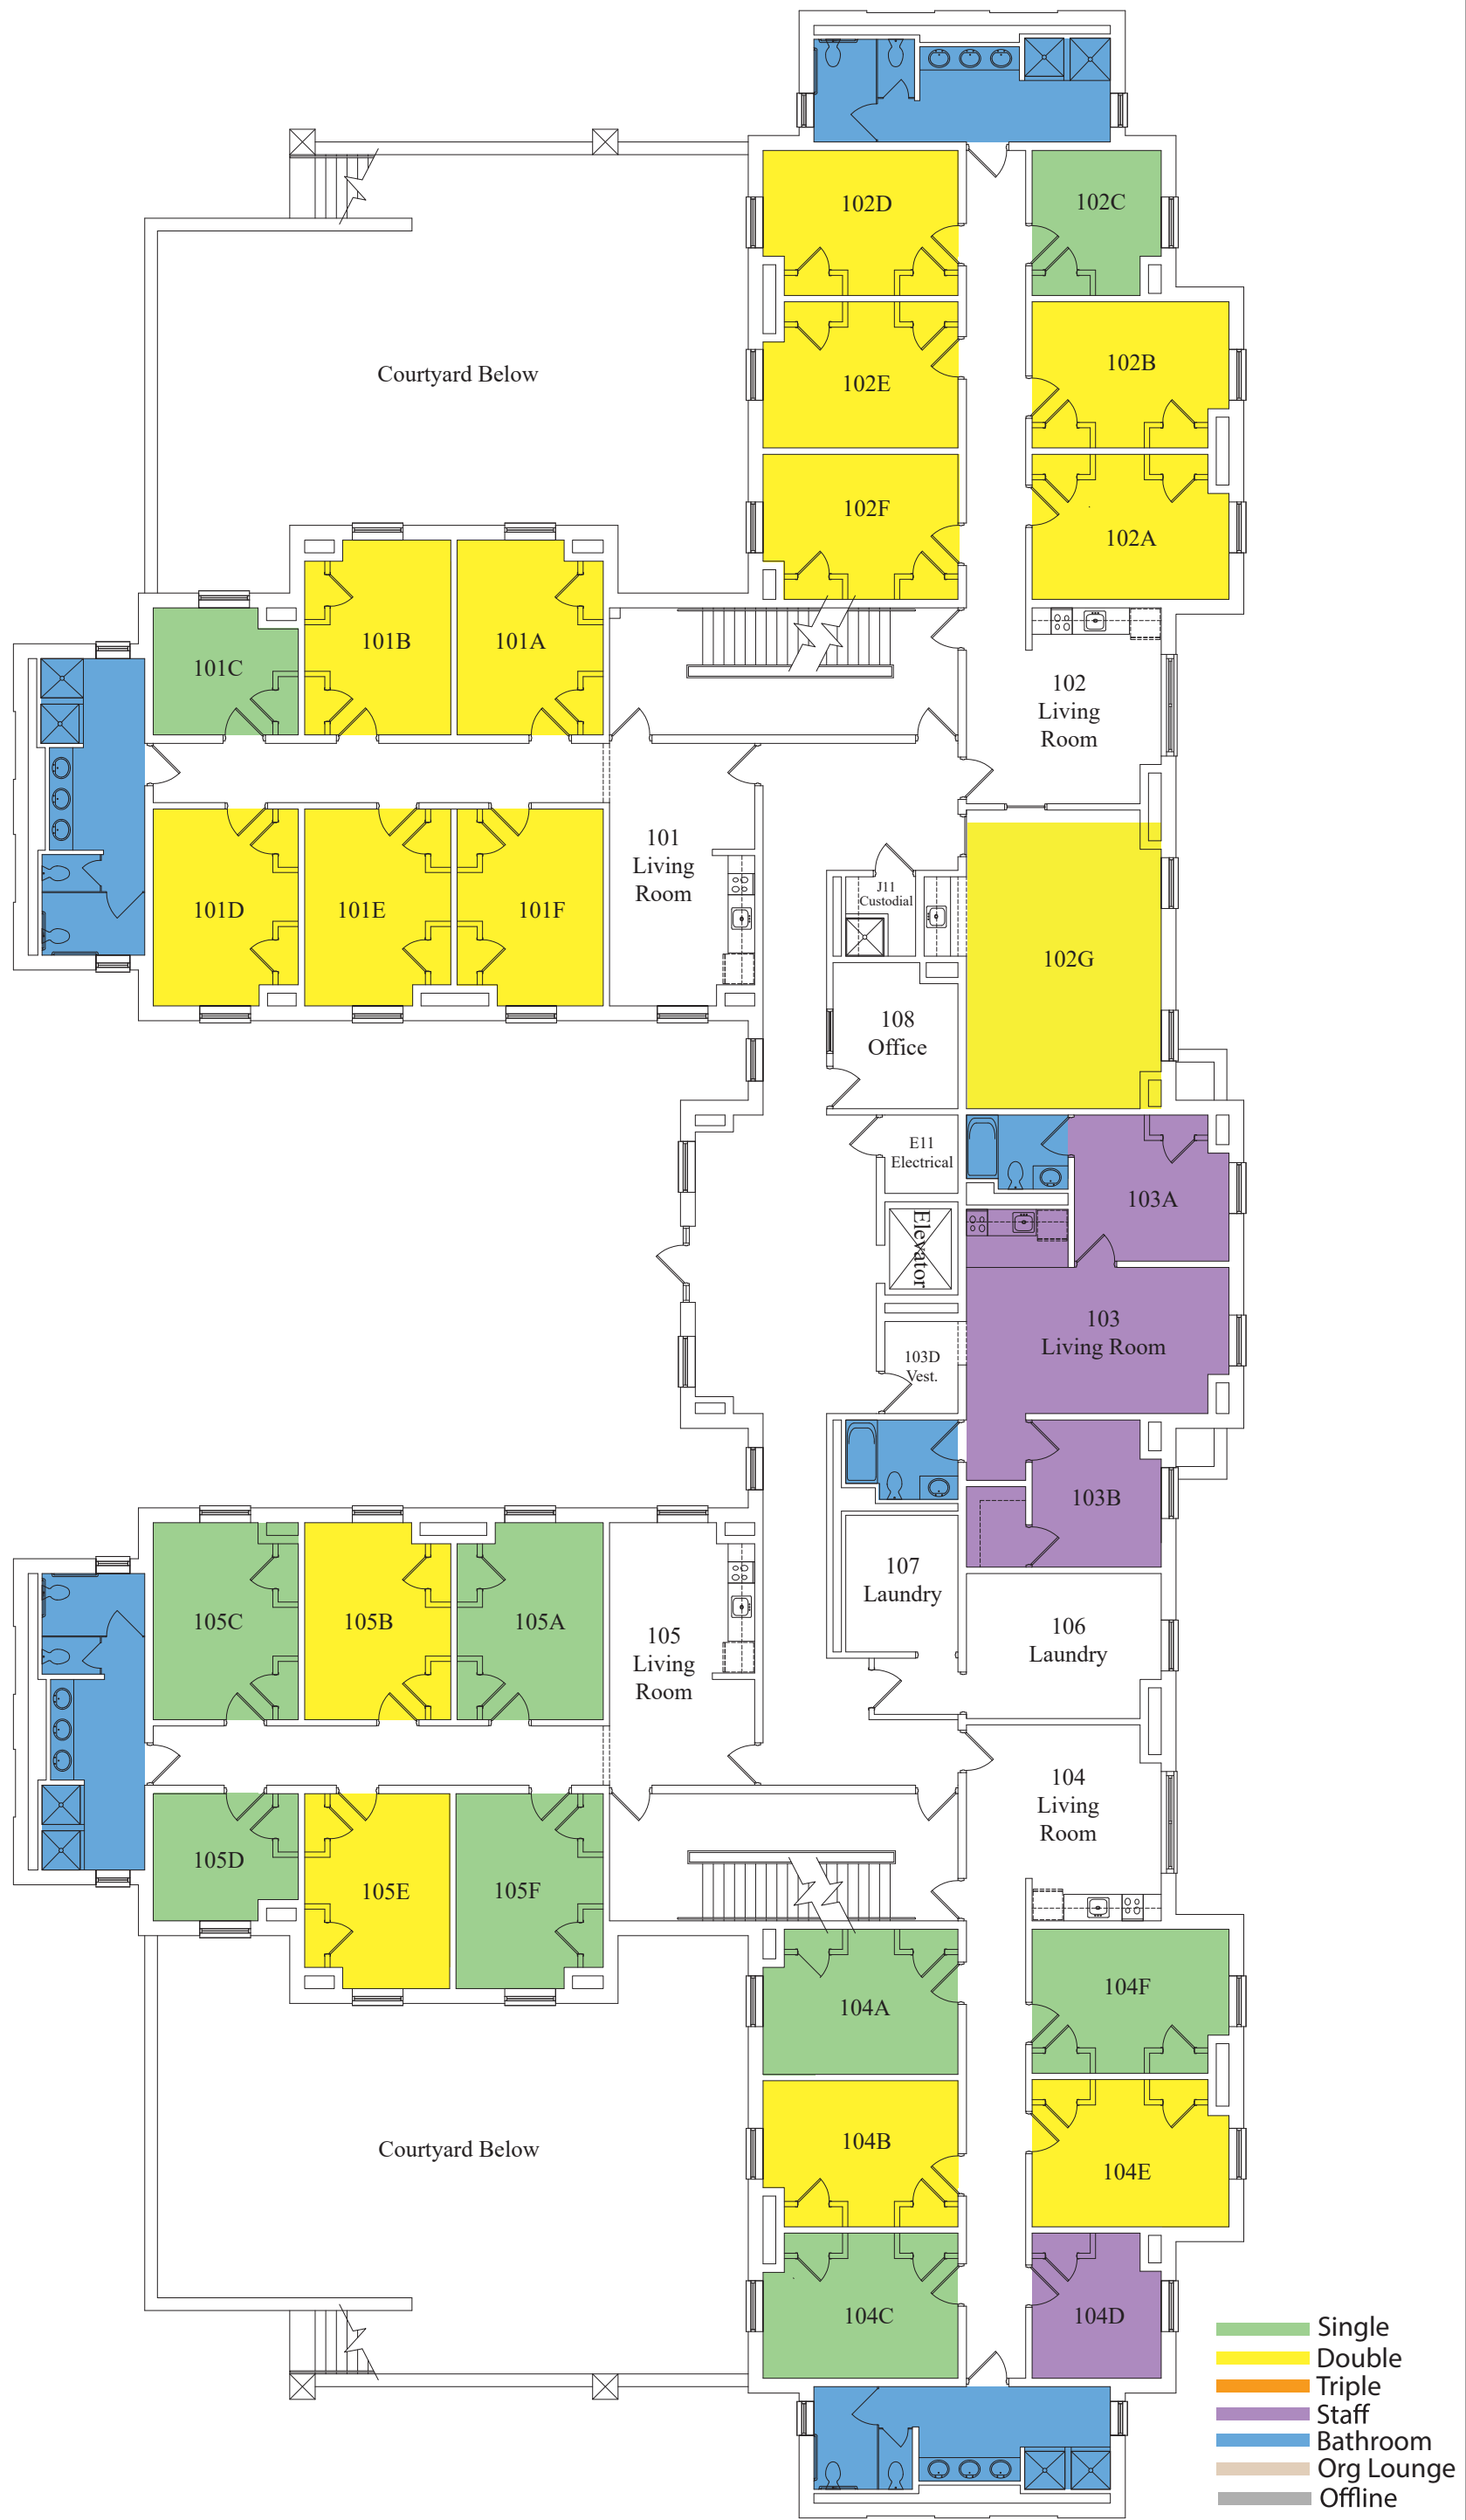 102D
102C
Courtyard Below
102E
102B
102F
102A
101C
101B
101A
102
Living
Room
101D
101E
101F
101
Living
Room
J11
Custodial
102G
108
Office
E11
Electrical
103A
Elevator
103
Living Room
103D
Vest.
103B
107
Laundry
106
Laundry
105C
105B
105A
105
Living
Room
104
Living
Room
105D
105E
105F
104A
104F
Courtyard Below
104B
104E
104C
104D
Single
Double
Triple
Staff
Bathroom
Org Lounge
Offline